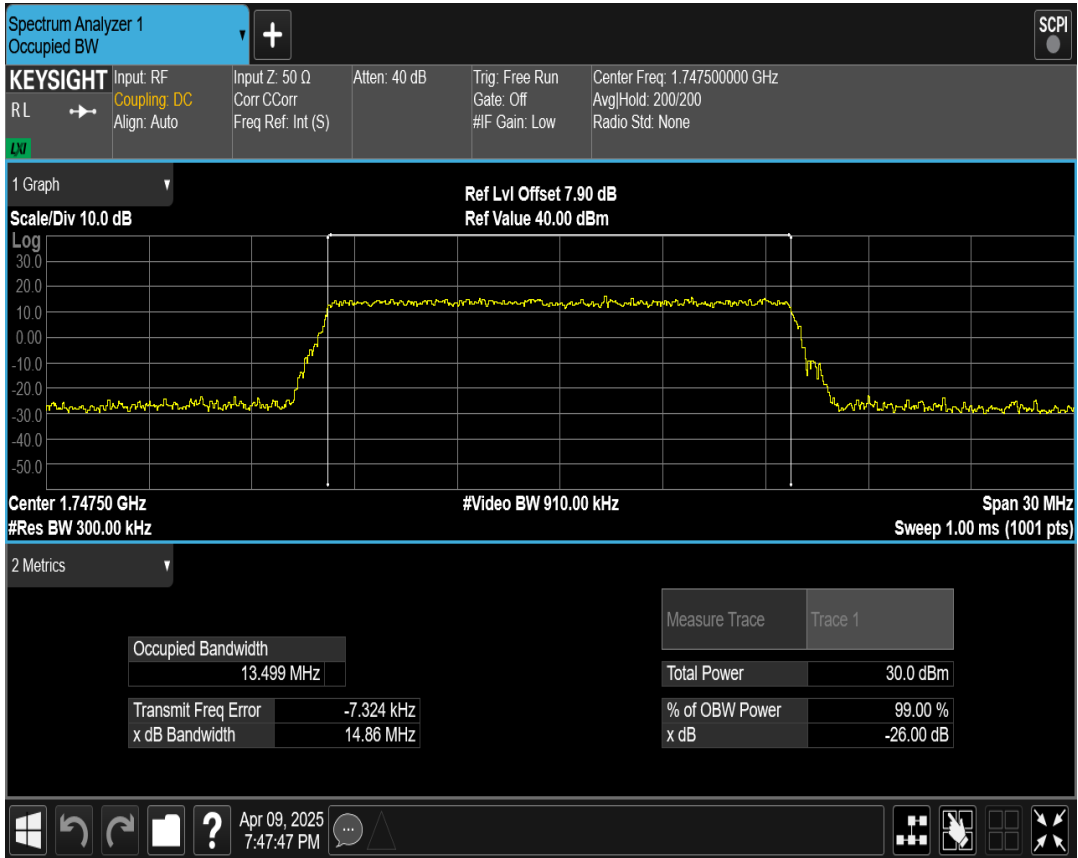 Spectrum Analyzer 1
Occupied BW
SCPI
KEYSIGHT
R L
LXI
Input: RF
Coupling: DC
Align: Auto
Input Z: 50 Ω
Corr CCorr
Freq Ref: Int (S)
Atten: 40 dB
Trig: Free Run
Gate: Off
#IF Gain: Low
Center Freq: 1.747500000 GHz
Avg|Hold: 200/200
Radio Std: None
1 Graph
Scale/Div 10.0 dB
Ref Lvl Offset 7.90 dB
Ref Value 40.00 dBm
Log
30.0
20.0
10.0
0.00
-10.0
-20.0
-30.0
-40.0
-50.0
Center 1.74750 GHz
#Video BW 910.00 kHz
Span 30 MHz
#Res BW 300.00 kHz
Sweep 1.00 ms (1001 pts)
2 Metrics
Measure Trace Trace 1
Occupied Bandwidth
13.499 MHz
Total Power 30.0 dBm
Transmit Freq Error -7.324 kHz
% of OBW Power 99.00 %
x dB Bandwidth 14.86 MHz
x dB -26.00 dB
?
Apr 09, 2025
7:47:47 PM